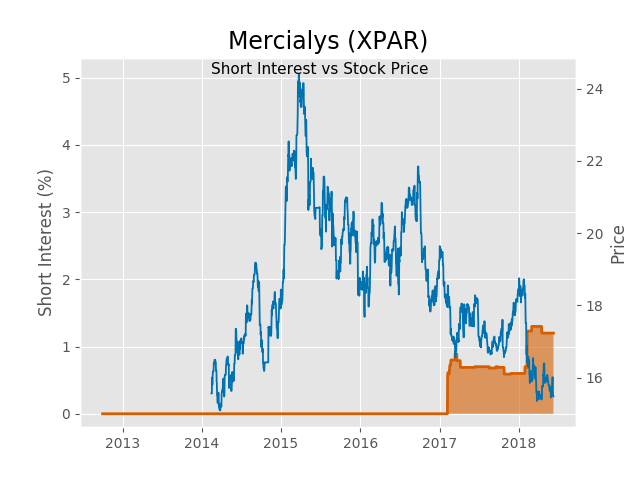 Mercialys (XPAR)
Short Interest vs Stock Price
Short Interest (%)
5
4
3
2
1
0
24
22
20
18
16
Price
2013 2014 2015 2016 2017 2018